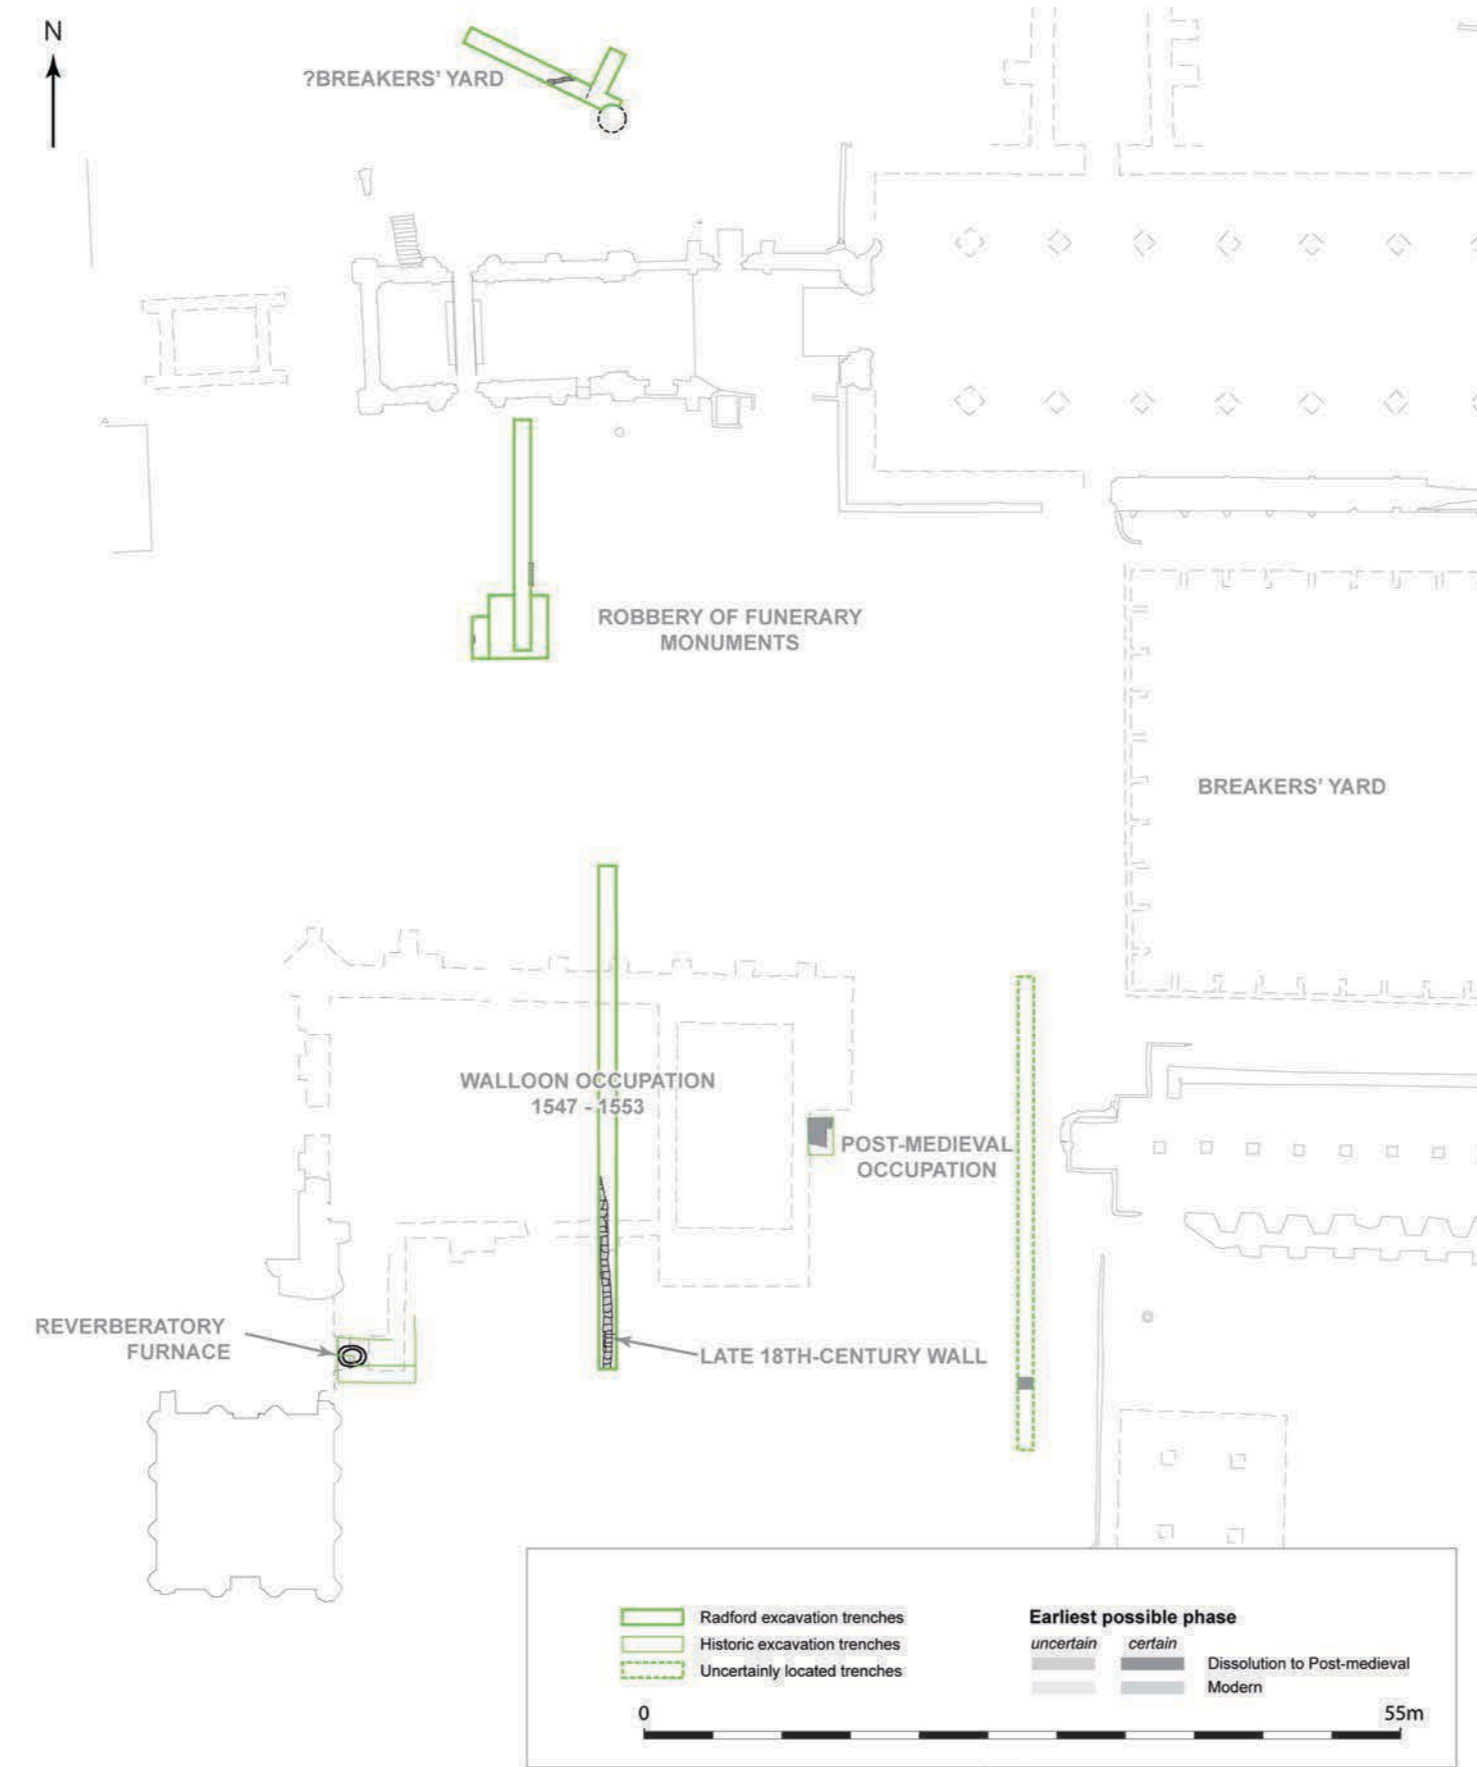 N
?BREAKERS' YARD
ROBBERY OF FUNERARY
MONUMENTS
BREAKERS' YARD
WALLOON OCCUPATION
1547 - 1553
POST-MEDIEVAL
OCCUPATION
REVERBERATORY
FURNACE
LATE 18TH-CENTURY WALL
Radford excavation trenches
Historic excavation trenches
Uncertainly located trenches
Earliest possible phase
uncertain certain
Dissolution to Post-medieval
Modern
0 55m